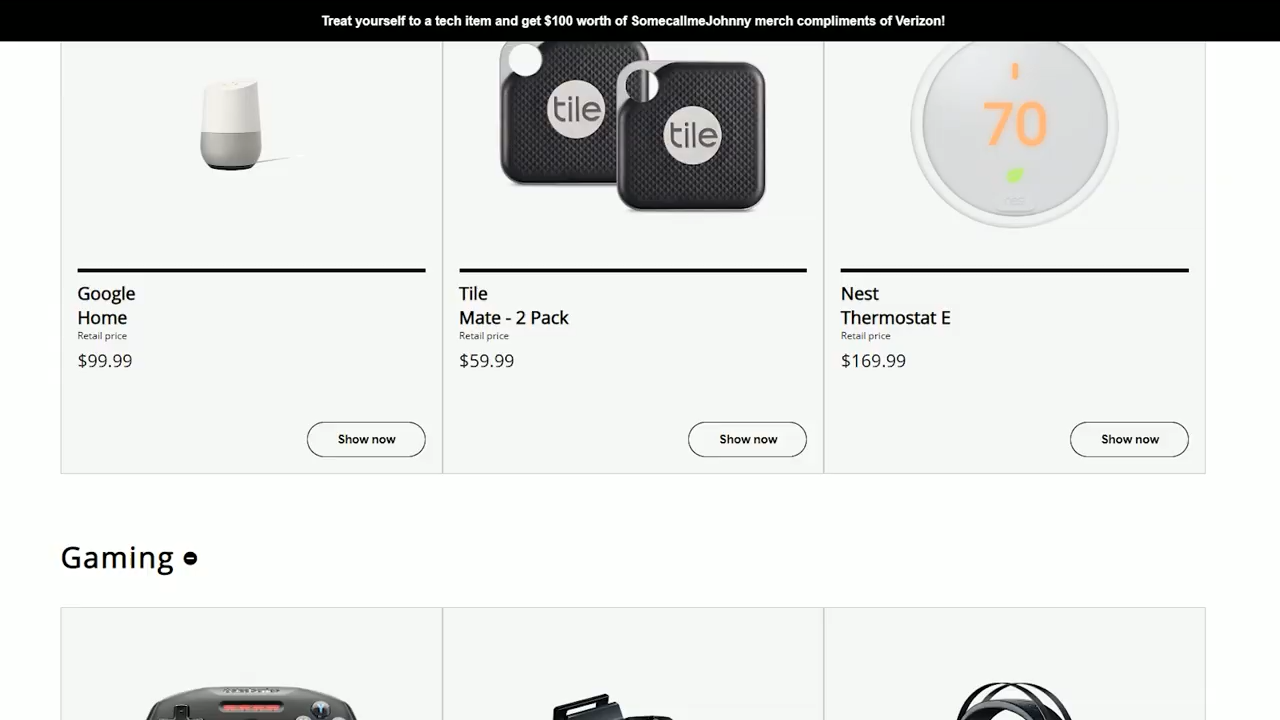 Treat yourself to a tech item and get $100 worth of SomecallmeJohnny merch compliments of Verizon!
tile
tile
70
nest
Google
Home
Retail price
$99.99
Show now
Tile
Mate - 2 Pack
Retail price
$59.99
Show now
Nest
Thermostat E
Retail price
$169.99
Show now
Gaming